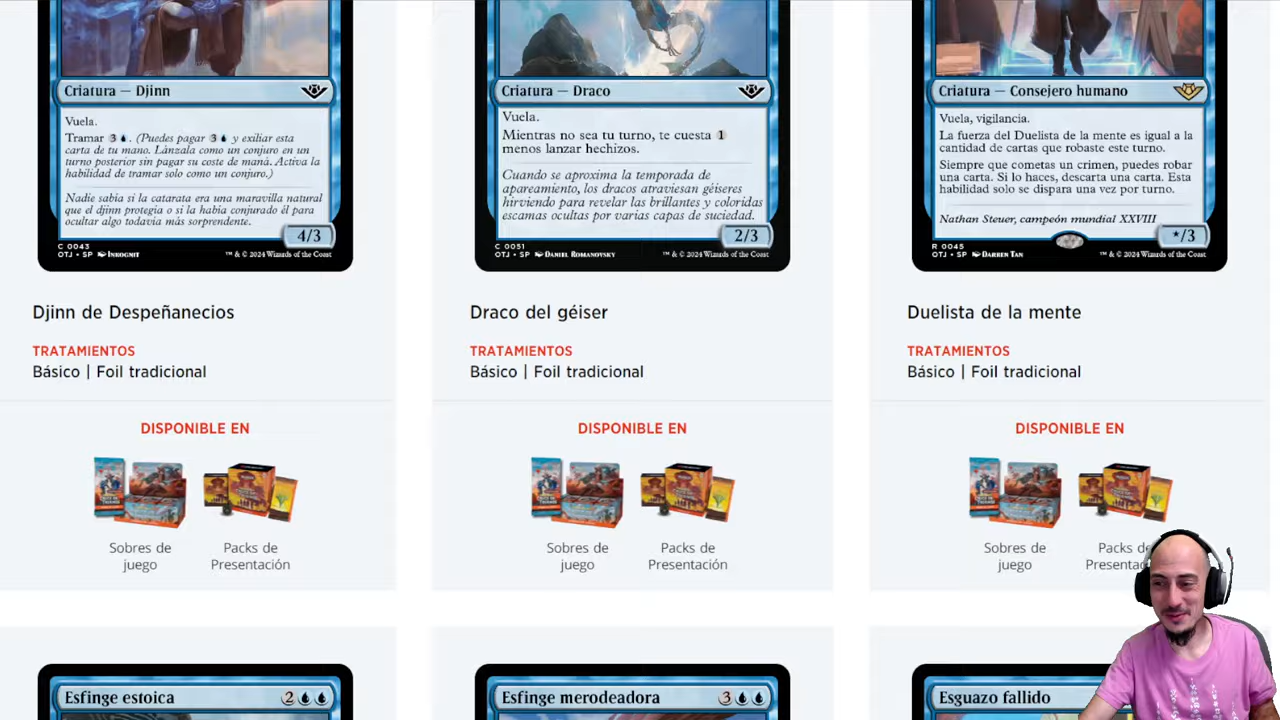 Criatura — Djinn
Vuela.
Tramar 3. (Puedes pagar 3 y exiliar esta
carta de tu mano. Lánzala como un conjuro en un
turno posterior sin pagar su coste de maná. Activa la
habilidad de tramar solo como un conjuro.)
Nadie sabía si la catarata era una maravilla natural
que el djinn protegía o si la había conjurado él para
ocultar algo todavía más sorprendente.
4/3
C 0043
OTJ • SP Inkognit
™ & © 2024 Wizards of the Coast
Criatura — Draco
Vuela.
Mientras no sea tu turno, te cuesta 1
menos lanzar hechizos.
Cuando se aproxima la temporada de
apareamiento, los dracos atraviesan géiseres
hirviendo para revelar las brillantes y coloridas
escamas ocultas por varias capas de suciedad.
2/3
C 0051
OTJ • SP Daniel Romanovsky
™ & © 2024 Wizards of the Coast
Criatura — Consejero humano
Vuela, vigilancia.
La fuerza del Duelista de la mente es igual a la
cantidad de cartas que robaste este turno.
Siempre que cometas un crimen, puedes robar
una carta. Si lo haces, descarta una carta. Esta
habilidad solo se dispara una vez por turno.
Nathan Steuer, campeón mundial XXVIII
*/3
R 0045
OTJ • SP Darren Tan
™ & © 2024 Wizards of the Coast
Djinn de Despeñanecios
Draco del géiser
Duelista de la mente
TRATAMIENTOS
Básico | Foil tradicional
TRATAMIENTOS
Básico | Foil tradicional
TRATAMIENTOS
Básico | Foil tradicional
DISPONIBLE EN
DISPONIBLE EN
DISPONIBLE EN
Sobres de
juego
Packs de
Presentación
Sobres de
juego
Packs de
Presentación
Sobres de
juego
Packs de
Presenta
Esfinge estoica
2
Esfinge merodeadora
3
Esguazo fallido